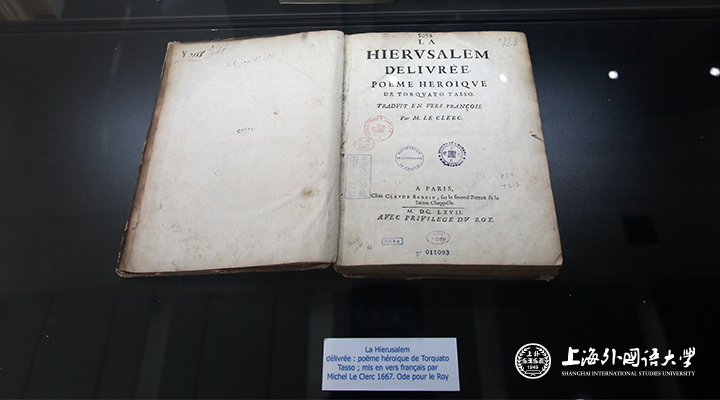 LA
HIERVSALEM
DELIVRÉE.
POEME HEROIQVE
DE TORQVATO TASSO.
TRADVIT EN VERS FRANÇOIS.
Par M. LE CLERC.
A PARIS,
Chez CLAVDE BARBIN, sur le second Perron de la
Sainte Chappelle.
M. DC. LXVII.
AVEC PRIVILEGE DV ROY.
F 011093
La Hierusalem
délivrée : poëme héroique de Torquato
Tasso ; mis en vers français par
Michel Le Clerc 1667. Ode pour le Roy
上海外国语大学
SHANGHAI INTERNATIONAL STUDIES UNIVERSITY